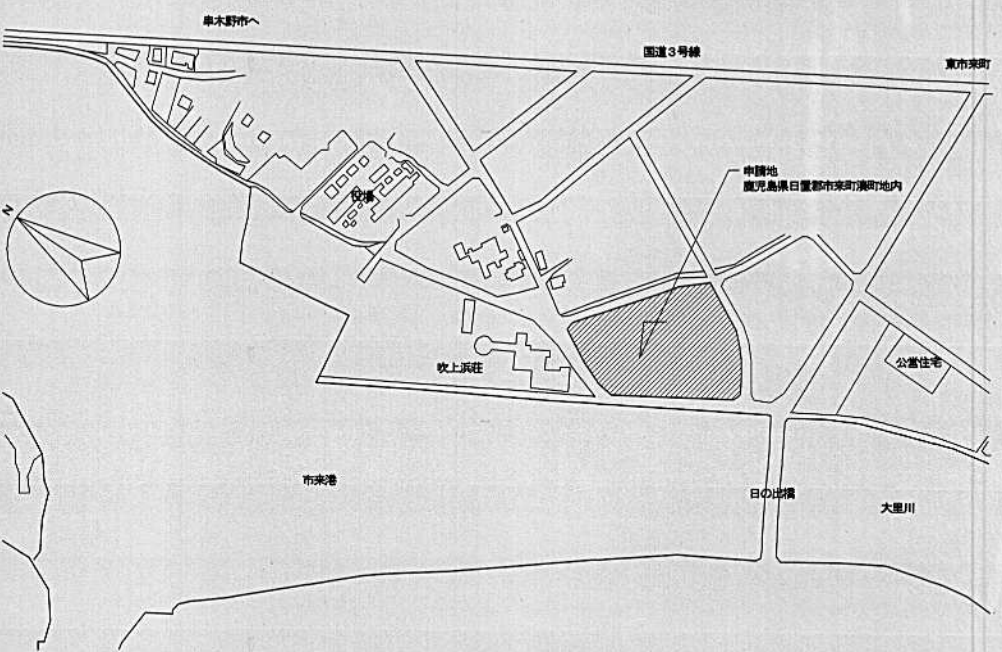 串木野市へ
国道3号線
東市来町
申請地
鹿児島県日置郡市来町湊町地内
役場
N
吹上浜荘
公営住宅
市来港
日の出橋
大里川